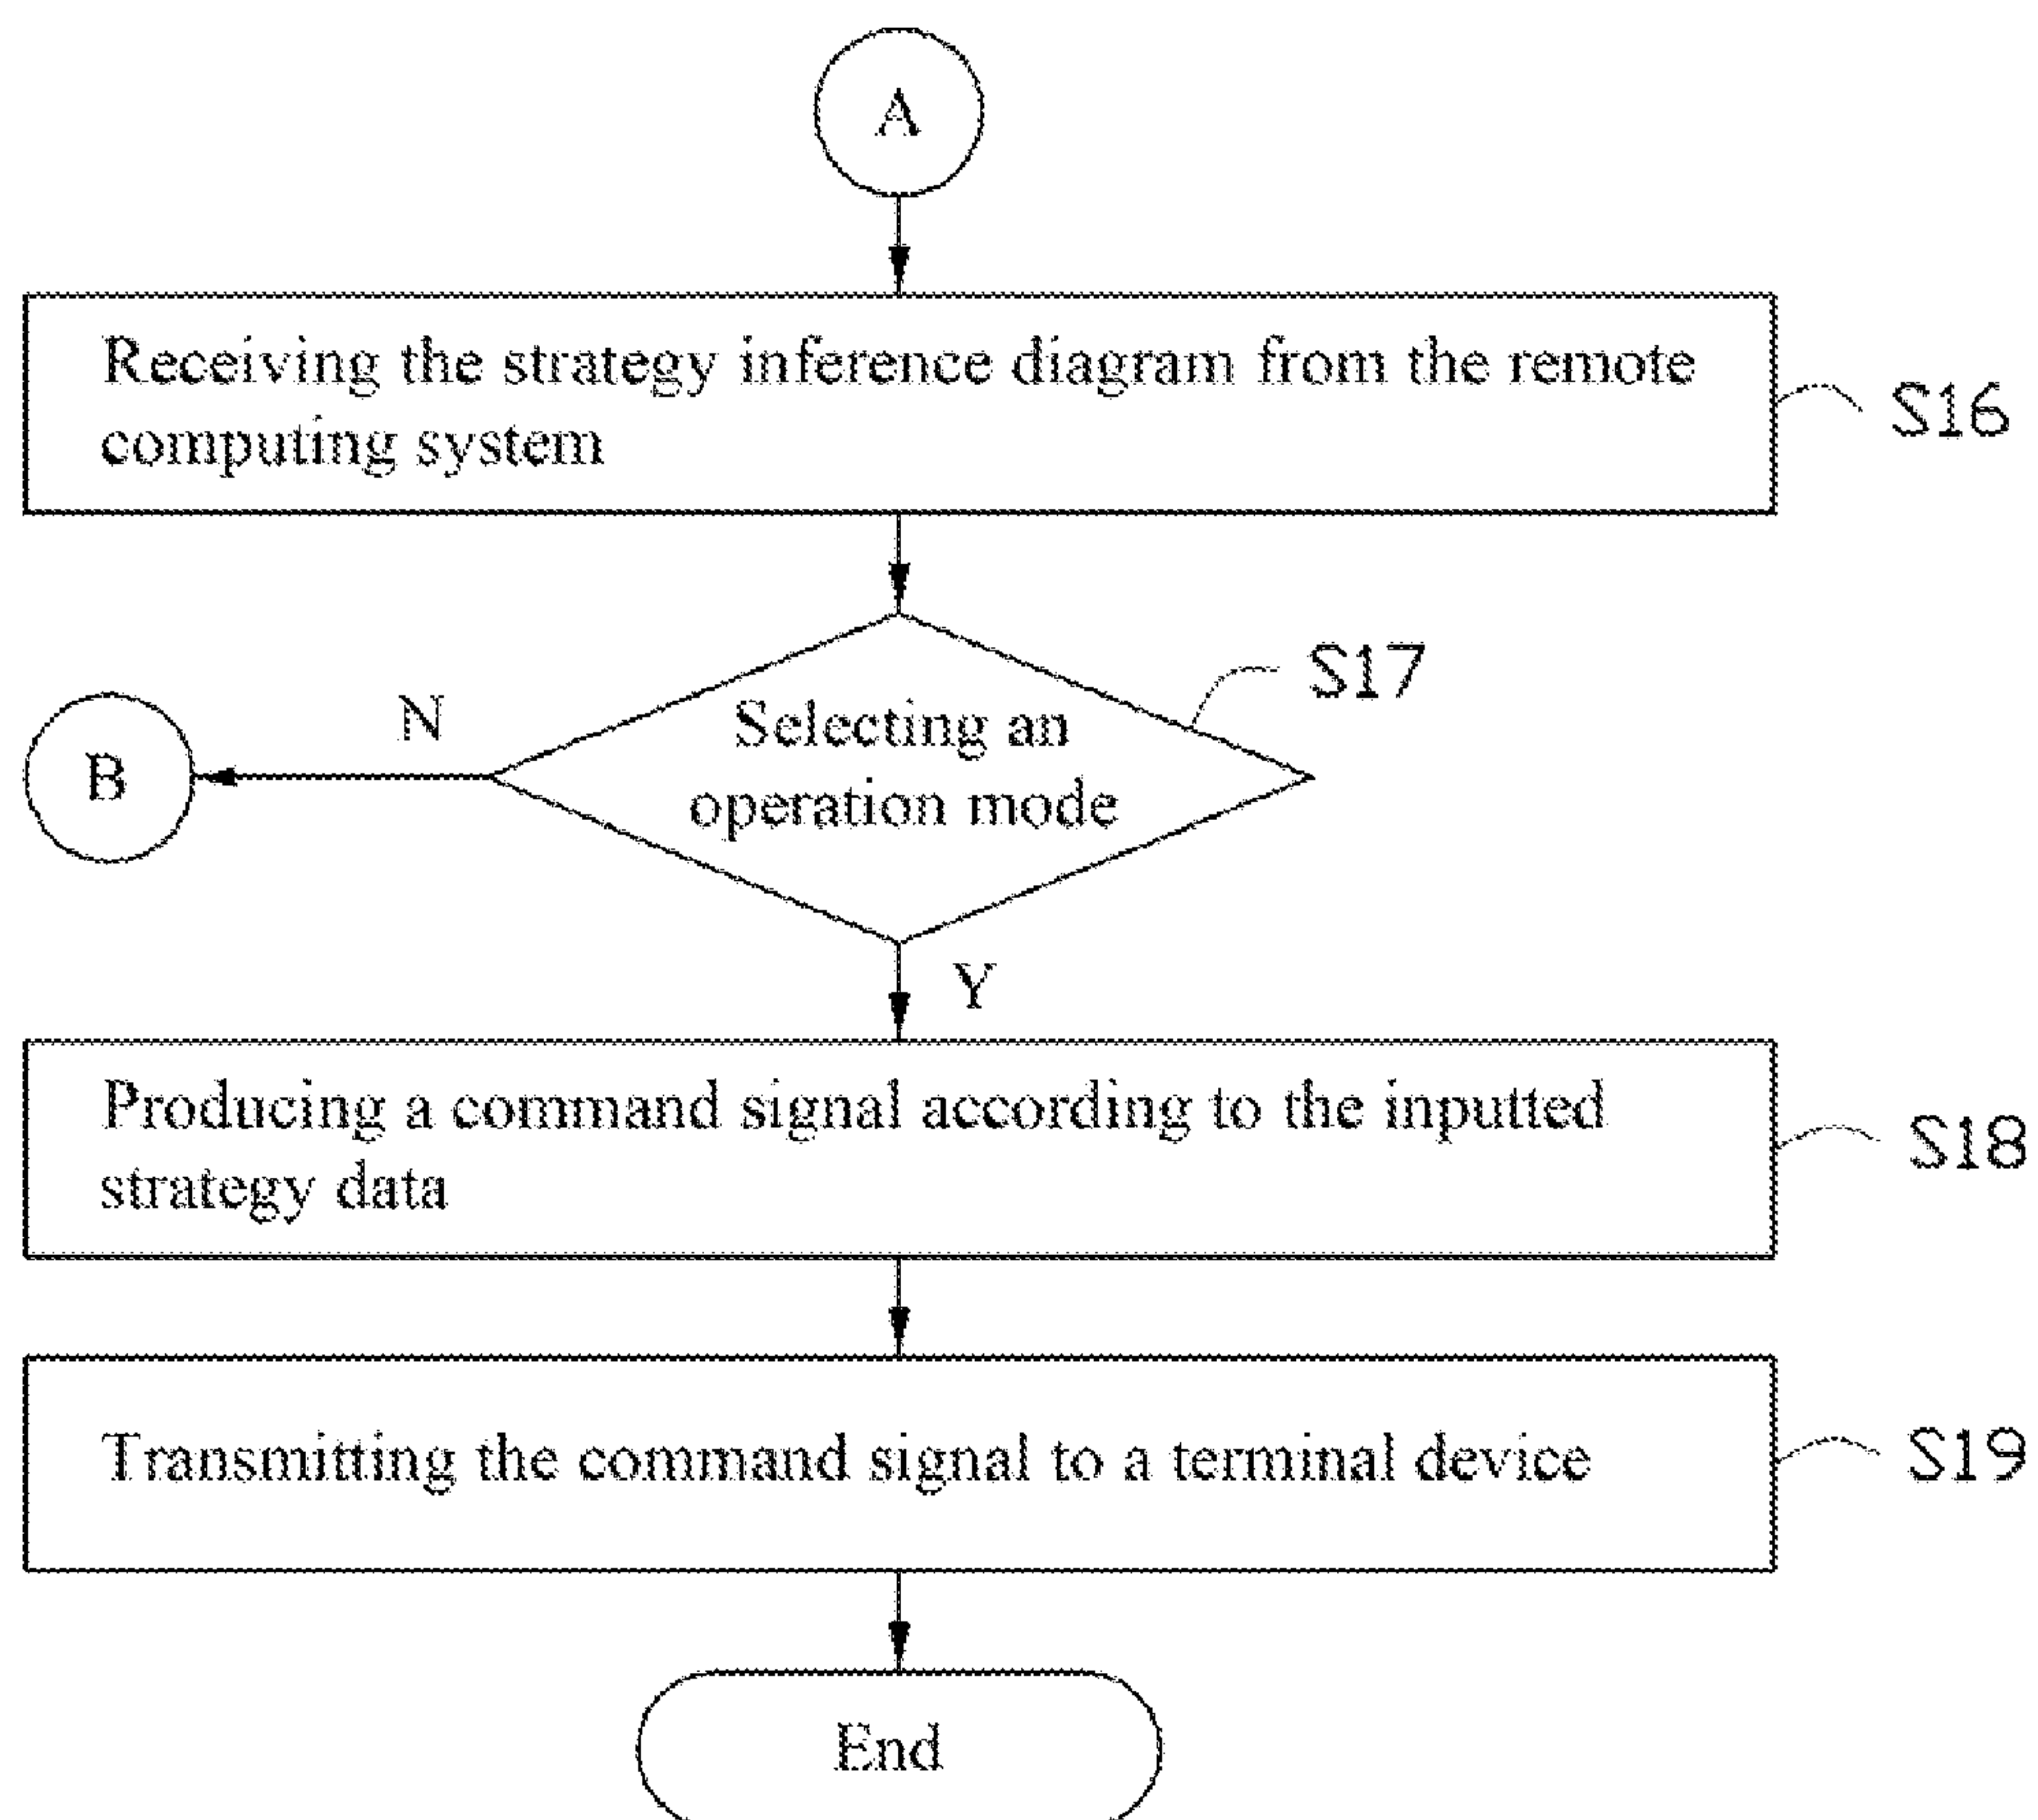 A
Receiving the strategy inference diagram from the remote
computing system
S16
S17
N
Selecting an
operation mode
B
Y
Producing a command signal according to the inputted
strategy data
S18
Transmitting the command signal to a terminal device
S19
End